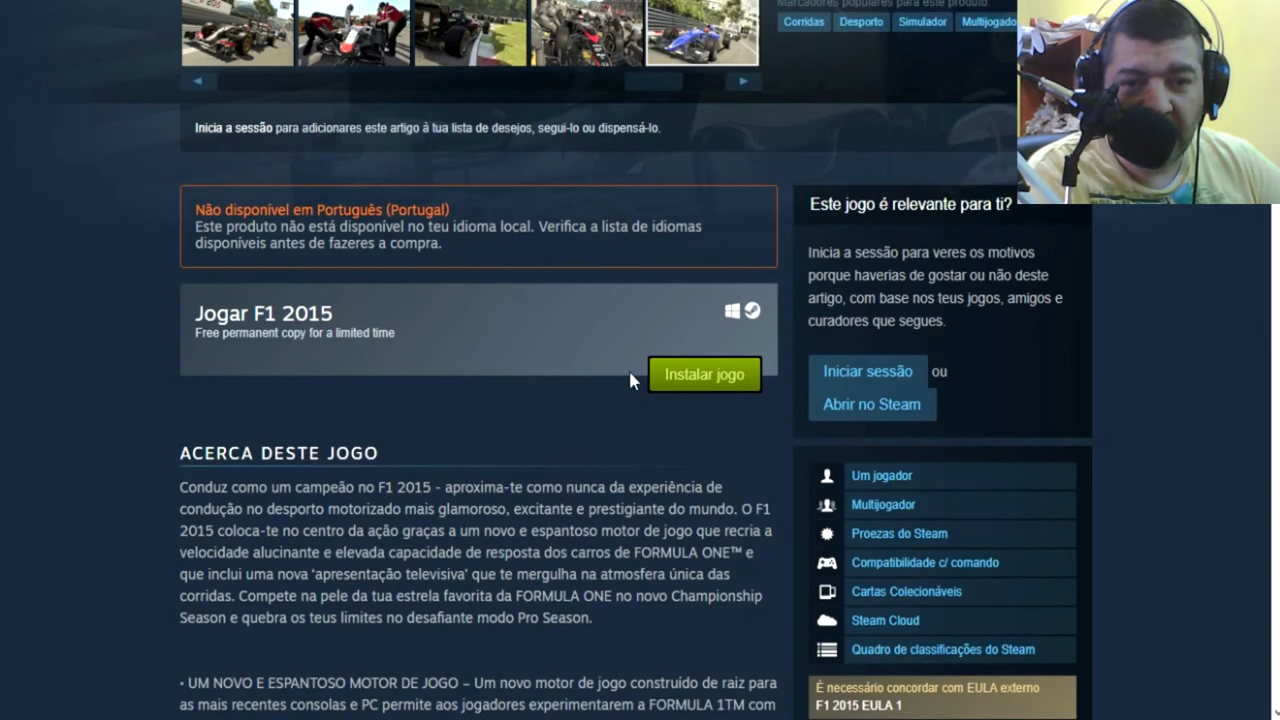 Marcadores populares para este produto:
Corridas Desporto Simulador Multijogado
Inicia a sessão para adicionares este artigo à tua lista de desejos, segui-lo ou dispensá-lo.
Não disponível em Português (Portugal)
Este produto não está disponível no teu idioma local. Verifica a lista de idiomas
disponíveis antes de fazeres a compra.
Jogar F1 2015
Free permanent copy for a limited time
Instalar jogo
ACERCA DESTE JOGO
Conduz como um campeão no F1 2015 - aproxima-te como nunca da experiência de
condução no desporto motorizado mais glamoroso, excitante e prestigiante do mundo. O F1
2015 coloca-te no centro da ação graças a um novo e espantoso motor de jogo que recria a
velocidade alucinante e elevada capacidade de resposta dos carros de FORMULA ONE™ e
que inclui uma nova 'apresentação televisiva' que te mergulha na atmosfera única das
corridas. Compete na pele da tua estrela favorita da FORMULA ONE no novo Championship
Season e quebra os teus limites no desafiante modo Pro Season.
• UM NOVO E ESPANTOSO MOTOR DE JOGO – Um novo motor de jogo construído de raiz para
as mais recentes consolas e PC permite aos jogadores experimentarem a FORMULA 1TM com
Este jogo é relevante para ti?
Inicia a sessão para veres os motivos
porque haverias de gostar ou não deste
artigo, com base nos teus jogos, amigos e
curadores que segues.
Iniciar sessão ou
Abrir no Steam
Um jogador
Multijogador
Proezas do Steam
Compatibilidade c/ comando
Cartas Colecionáveis
Steam Cloud
Quadro de classificações do Steam
É necessário concordar com EULA externo
F1 2015 EULA 1